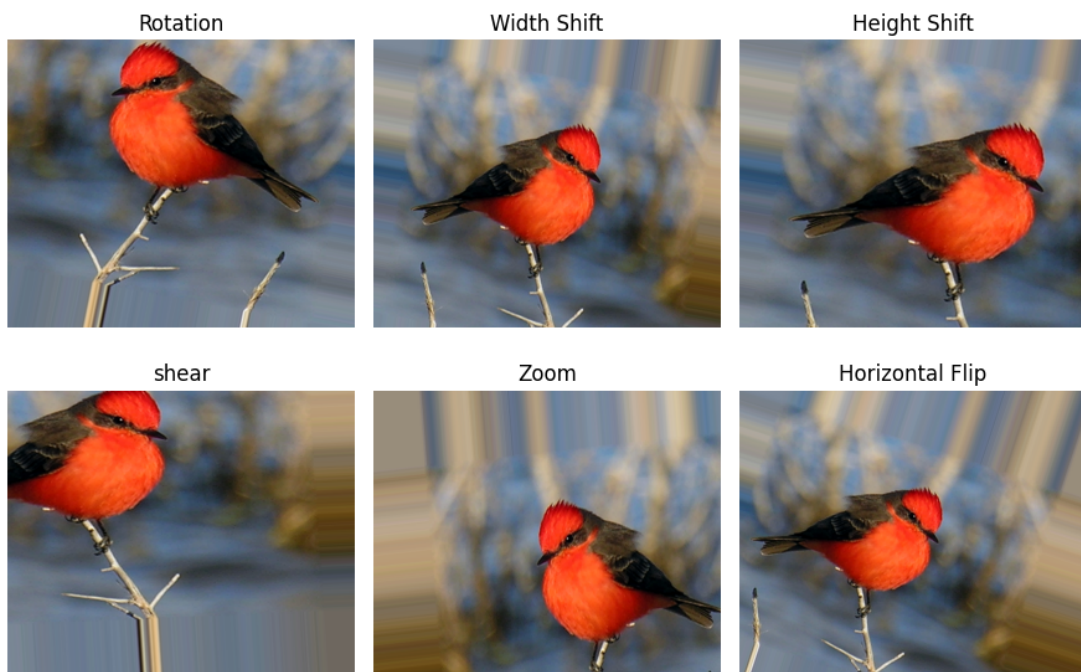 Rotation
Width Shift
Height Shift
shear
Zoom
Horizontal Flip